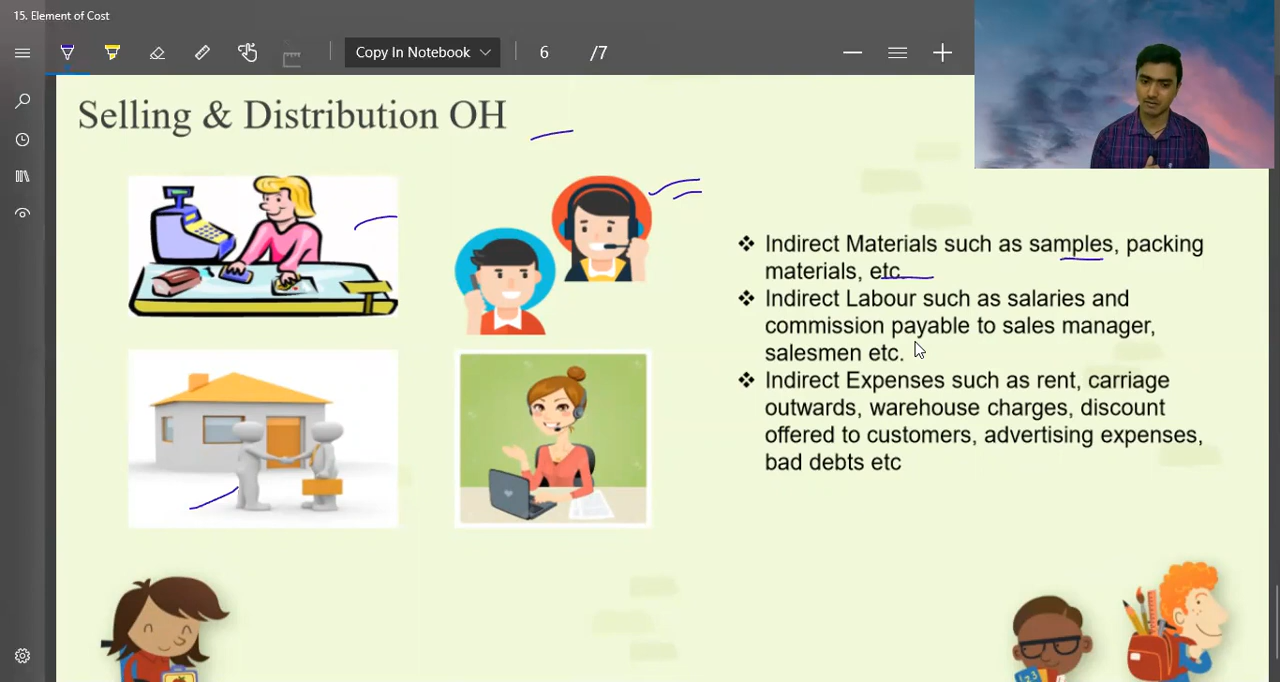 15. Element of Cost
Copy In Notebook
6
/7
Selling & Distribution OH
❖ Indirect Materials such as samples, packing
materials, etc.
❖ Indirect Labour such as salaries and
commission payable to sales manager,
salesmen etc.
❖ Indirect Expenses such as rent, carriage
outwards, warehouse charges, discount
offered to customers, advertising expenses,
bad debts etc
123